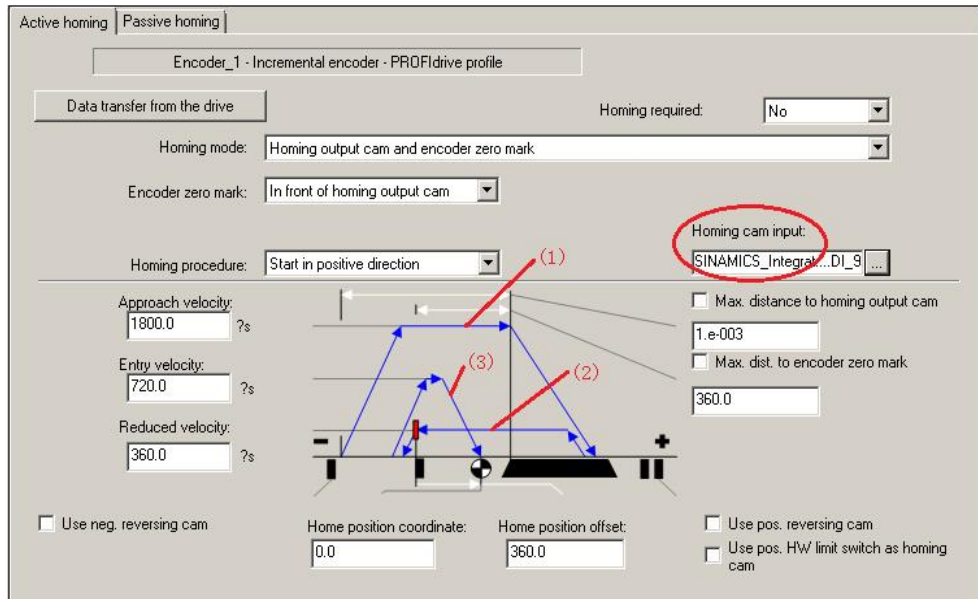 Active homing Passive homing
Encoder_1 - Incremental encoder - PROFIdrive profile
Data transfer from the drive
Homing required: No
Homing mode: Homing output cam and encoder zero mark
Encoder zero mark: In front of homing output cam
Homing cam input:
Homing procedure: Start in positive direction
SINAMICS_Integrat....DI_9 ...
(1)
Approach velocity:
1800.0 ?s
Max. distance to homing output cam
1.e-003
Entry velocity:
720.0 ?s
(3)
(2)
Max. dist. to encoder zero mark
360.0
Reduced velocity:
360.0 ?s
- +
Use neg. reversing cam
Home position coordinate:
0.0
Home position offset:
360.0
Use pos. reversing cam
Use pos. HW limit switch as homing
cam